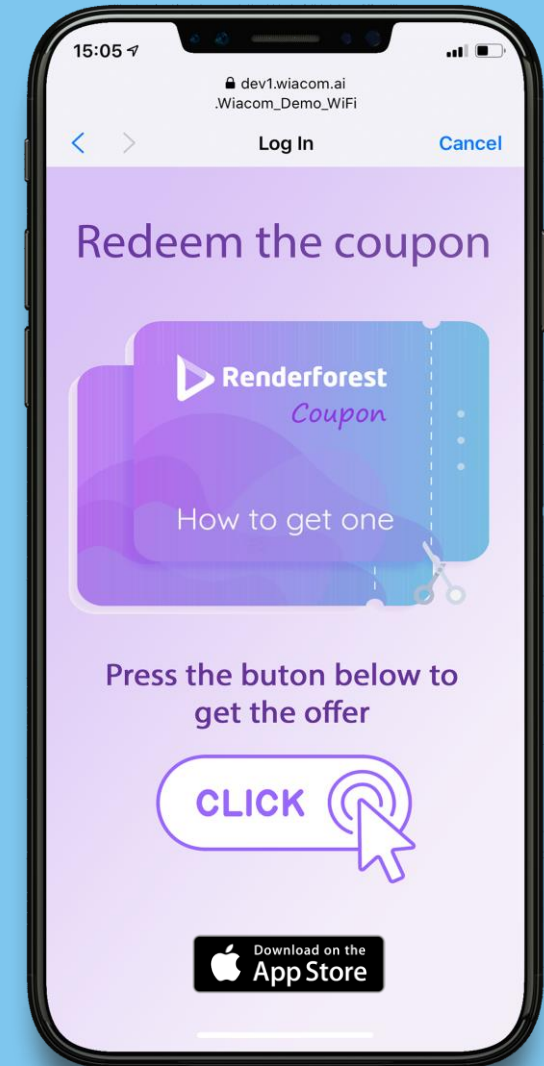 15:05
dev1.wiacom.ai
.Wiacom_Demo_WiFi
Log In
Cancel
Redeem the coupon
Renderforest
Coupon
How to get one
Press the buton below to
get the offer
CLICK
Download on the
App Store